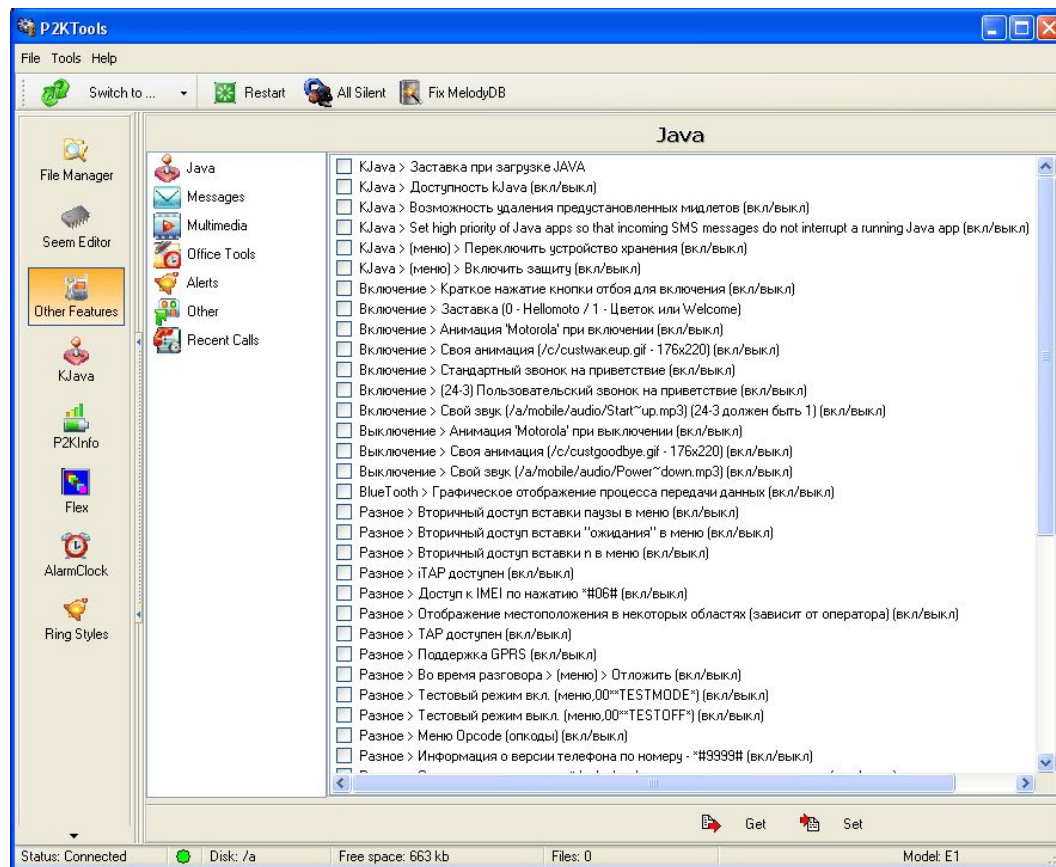 P2KTools
File Tools Help
Switch to ... Restart All Silent Fix MelodyDB
File Manager
Seem Editor
Other Features
KJava
P2KInfo
Flex
AlarmClock
Ring Styles
Java
Java
Messages
Multimedia
Office Tools
Alerts
Other
Recent Calls
KJava > Заставка при загрузке JAVA
KJava > Доступность kJava (вкл/выкл)
KJava > Возможность удаления предустановленных мидлетов (вкл/выкл)
KJava > Set high priority of Java apps so that incoming SMS messages do not interrupt a running Java app (вкл/выкл)
KJava > (меню) > Переключить устройство хранения (вкл/выкл)
KJava > (меню) > Включить защиту (вкл/выкл)
Включение > Краткое нажатие кнопки отбоя для включения (вкл/выкл)
Включение > Заставка (0 - Hellomoto / 1 - Цветок или Welcome)
Включение > Анимация 'Motorola' при включении (вкл/выкл)
Включение > Своя анимация (/c/custwakeup.gif - 176x220) (вкл/выкл)
Включение > Стандартный звонок на приветствие (вкл/выкл)
Включение > (24-3) Пользовательский звонок на приветствие (вкл/выкл)
Включение > Свой звук (/a/mobile/audio/Start~up.mp3) (24-3 должен быть 1) (вкл/выкл)
Выключение > Анимация 'Motorola' при выключении (вкл/выкл)
Выключение > Своя анимация (/c/custgoodbye.gif - 176x220) (вкл/выкл)
Выключение > Свой звук (/a/mobile/audio/Power~down.mp3) (вкл/выкл)
BlueTooth > Графическое отображение процесса передачи данных (вкл/выкл)
Разное > Вторичный доступ вставки паузы в меню (вкл/выкл)
Разное > Вторичный доступ вставки "ожидания" в меню (вкл/выкл)
Разное > Вторичный доступ вставки n в меню (вкл/выкл)
Разное > iTAP доступен (вкл/выкл)
Разное > Доступ к IMEI по нажатию *#06# (вкл/выкл)
Разное > Отображение местоположения в некоторых областях (зависит от оператора) (вкл/выкл)
Разное > TAP доступен (вкл/выкл)
Разное > Поддержка GPRS (вкл/выкл)
Разное > Во время разговора > (меню) > Отложить (вкл/выкл)
Разное > Тестовый режим вкл. (меню,00**TESTMODE*) (вкл/выкл)
Разное > Тестовый режим выкл. (меню,00**TESTOFF*) (вкл/выкл)
Разное > Меню Opcode (опкоды) (вкл/выкл)
Разное > Информация о версии телефона по номеру - *#9999# (вкл/выкл)
Get Set
Status: Connected Disk: /a Free space: 663 kb Files: 0 Model: E1